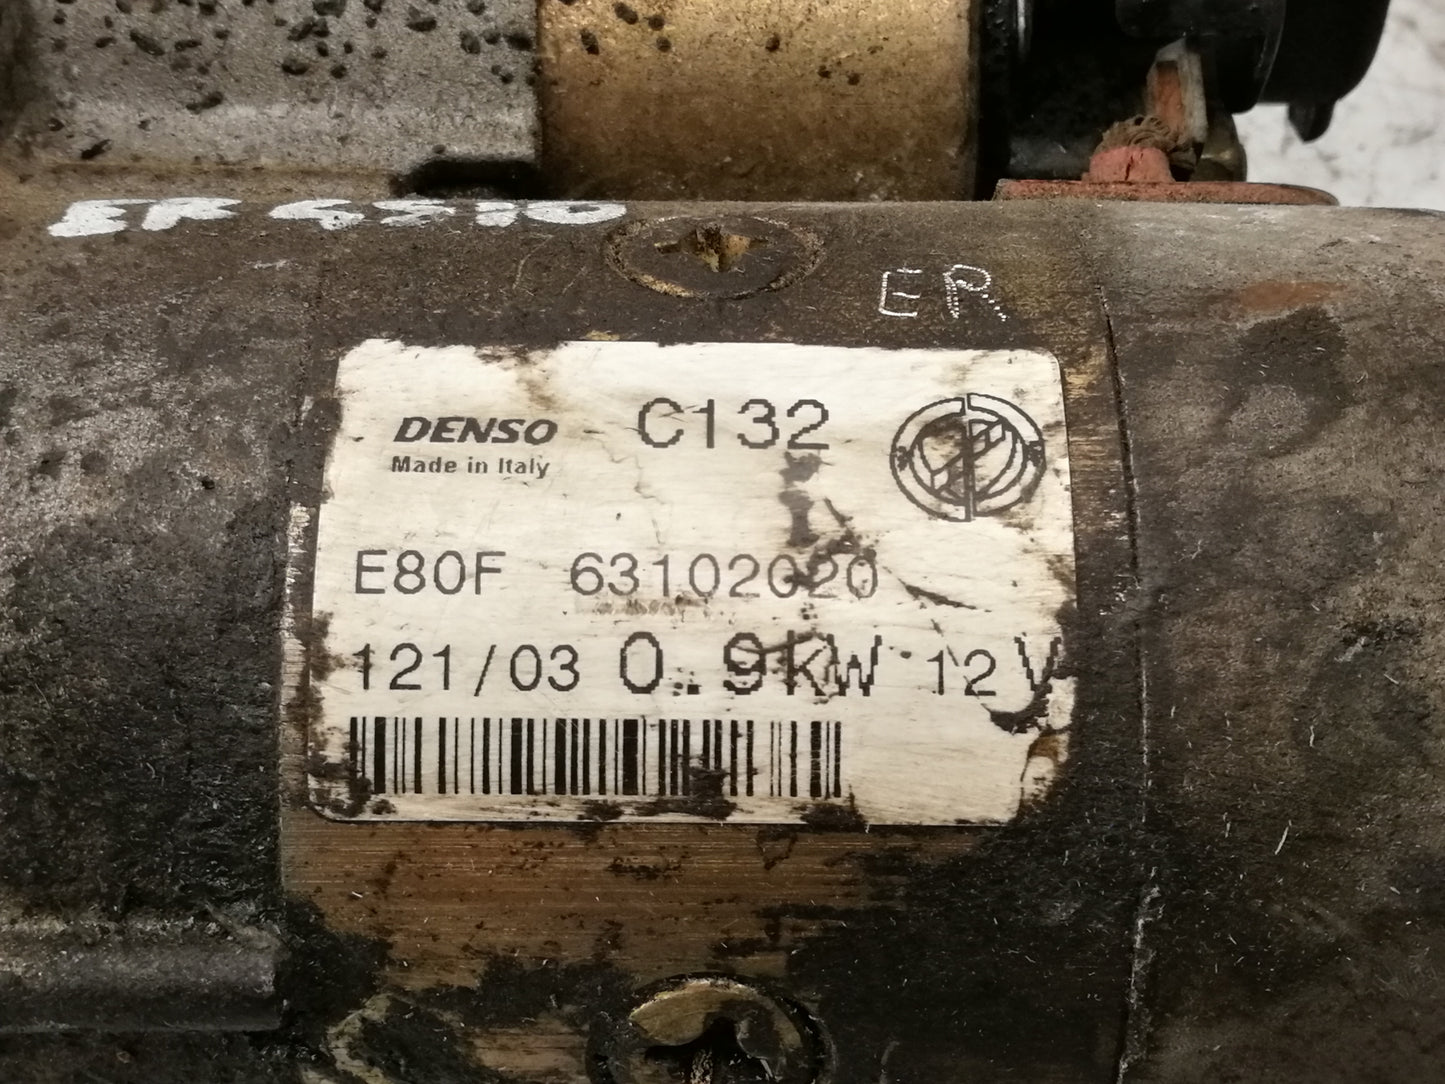 ER
DENSO C132
Made in Italy
E80F 63102020
121/03 0.9KW 12V